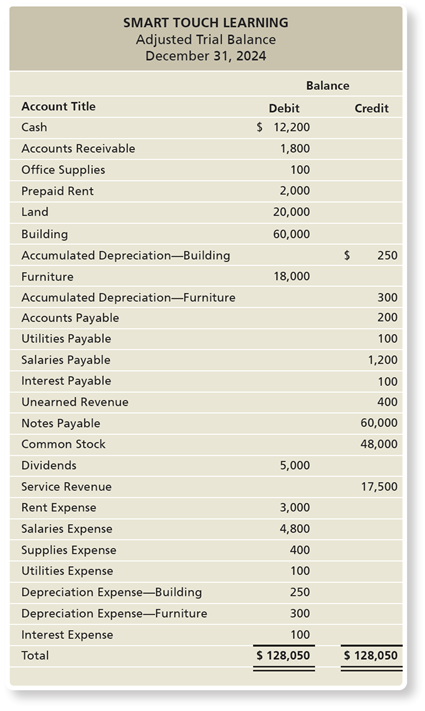 SMART TOUCH LEARNING
Adjusted Trial Balance
December 31, 2024
Balance
Account Title Debit Credit
Cash $ 12,200
Accounts Receivable 1,800
Office Supplies 100
Prepaid Rent 2,000
Land 20,000
Building 60,000
Accumulated Depreciation—Building $ 250
Furniture 18,000
Accumulated Depreciation—Furniture 300
Accounts Payable 200
Utilities Payable 100
Salaries Payable 1,200
Interest Payable 100
Unearned Revenue 400
Notes Payable 60,000
Common Stock 48,000
Dividends 5,000
Service Revenue 17,500
Rent Expense 3,000
Salaries Expense 4,800
Supplies Expense 400
Utilities Expense 100
Depreciation Expense—Building 250
Depreciation Expense—Furniture 300
Interest Expense 100
Total $ 128,050 $ 128,050